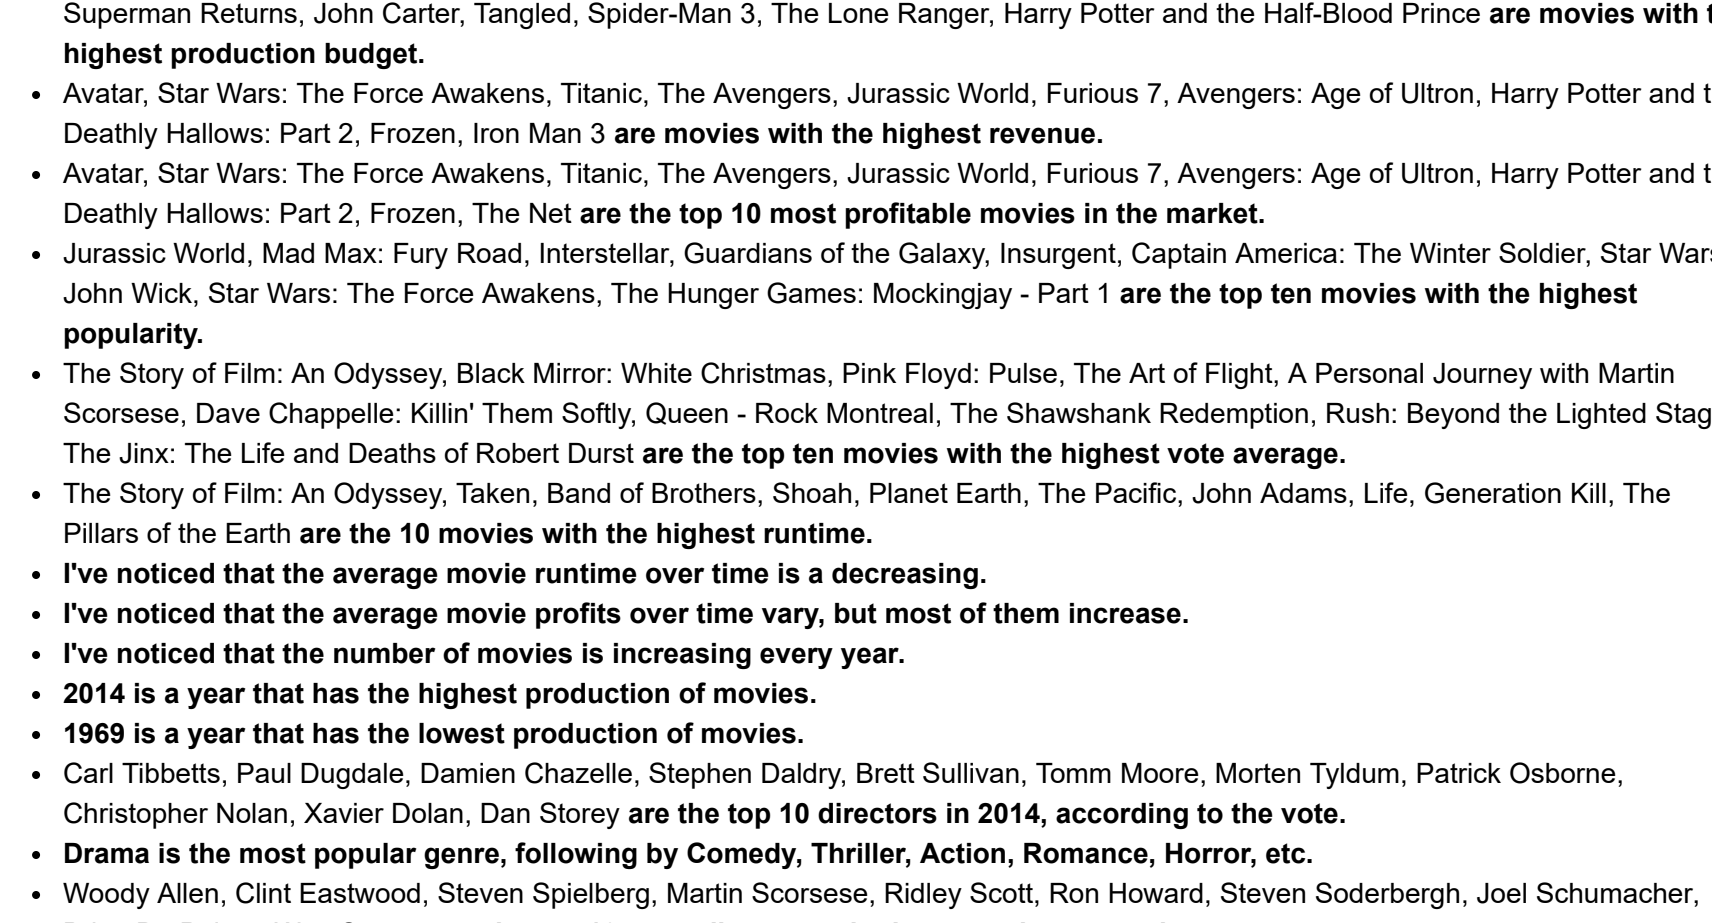 Superman Returns, John Carter, Tangled, Spider-Man 3, The Lone Ranger, Harry Potter and the Half-Blood Prince are movies with
highest production budget.
• Avatar, Star Wars: The Force Awakens, Titanic, The Avengers, Jurassic World, Furious 7, Avengers: Age of Ultron, Harry Potter and
Deathly Hallows: Part 2, Frozen, Iron Man 3 are movies with the highest revenue.
• Avatar, Star Wars: The Force Awakens, Titanic, The Avengers, Jurassic World, Furious 7, Avengers: Age of Ultron, Harry Potter and
Deathly Hallows: Part 2, Frozen, The Net are the top 10 most profitable movies in the market.
• Jurassic World, Mad Max: Fury Road, Interstellar, Guardians of the Galaxy, Insurgent, Captain America: The Winter Soldier, Star Wars
John Wick, Star Wars: The Force Awakens, The Hunger Games: Mockingjay - Part 1 are the top ten movies with the highest
popularity.
• The Story of Film: An Odyssey, Black Mirror: White Christmas, Pink Floyd: Pulse, The Art of Flight, A Personal Journey with Martin
Scorsese, Dave Chappelle: Killin' Them Softly, Queen - Rock Montreal, The Shawshank Redemption, Rush: Beyond the Lighted Stag
The Jinx: The Life and Deaths of Robert Durst are the top ten movies with the highest vote average.
• The Story of Film: An Odyssey, Taken, Band of Brothers, Shoah, Planet Earth, The Pacific, John Adams, Life, Generation Kill, The
Pillars of the Earth are the 10 movies with the highest runtime.
• I've noticed that the average movie runtime over time is a decreasing.
• I've noticed that the average movie profits over time vary, but most of them increase.
• I've noticed that the number of movies is increasing every year.
• 2014 is a year that has the highest production of movies.
• 1969 is a year that has the lowest production of movies.
• Carl Tibbetts, Paul Dugdale, Damien Chazelle, Stephen Daldry, Brett Sullivan, Tomm Moore, Morten Tyldum, Patrick Osborne,
Christopher Nolan, Xavier Dolan, Dan Storey are the top 10 directors in 2014, according to the vote.
• Drama is the most popular genre, following by Comedy, Thriller, Action, Romance, Horror, etc.
• Woody Allen, Clint Eastwood, Steven Spielberg, Martin Scorsese, Ridley Scott, Ron Howard, Steven Soderbergh, Joel Schumacher,